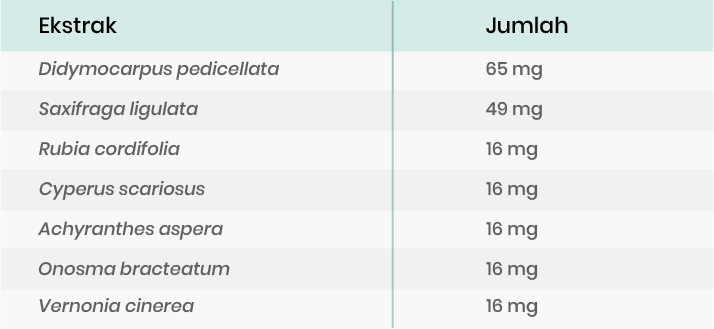 Ekstrak Jumlah
Didymocarpus pedicellata 65 mg
Saxifraga ligulata 49 mg
Rubia cordifolia 16 mg
Cyperus scariosus 16 mg
Achyranthes aspera 16 mg
Onosma bracteatum 16 mg
Vernonia cinerea 16 mg